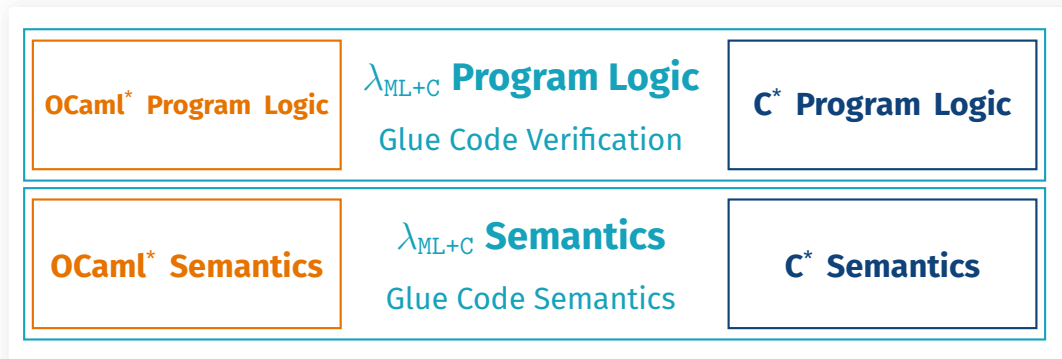 OCaml* Program Logic
λML+C Program Logic
Glue Code Verification
C* Program Logic
OCaml* Semantics
λML+C Semantics
Glue Code Semantics
C* Semantics